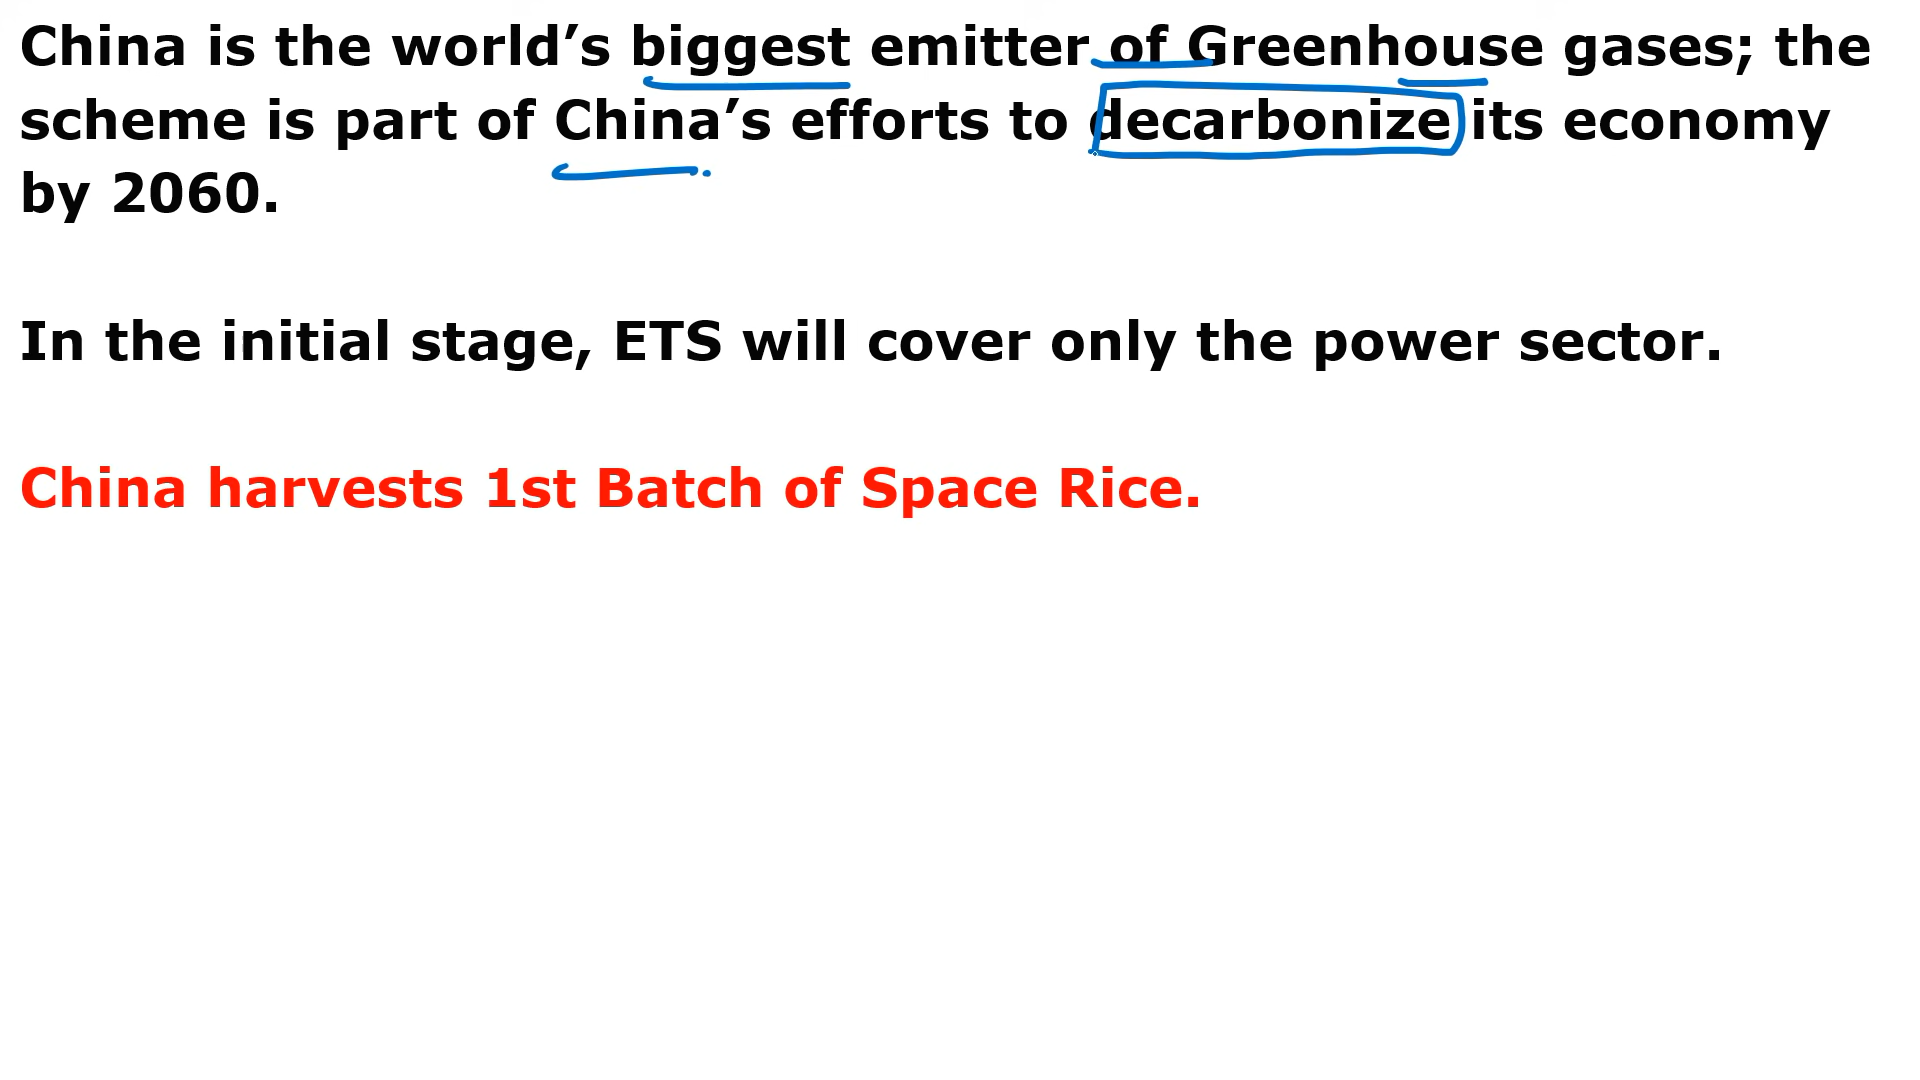 China is the world’s biggest emitter of Greenhouse gases; the
scheme is part of China’s efforts to decarbonize its economy
by 2060.
In the initial stage, ETS will cover only the power sector.
China harvests 1st Batch of Space Rice.